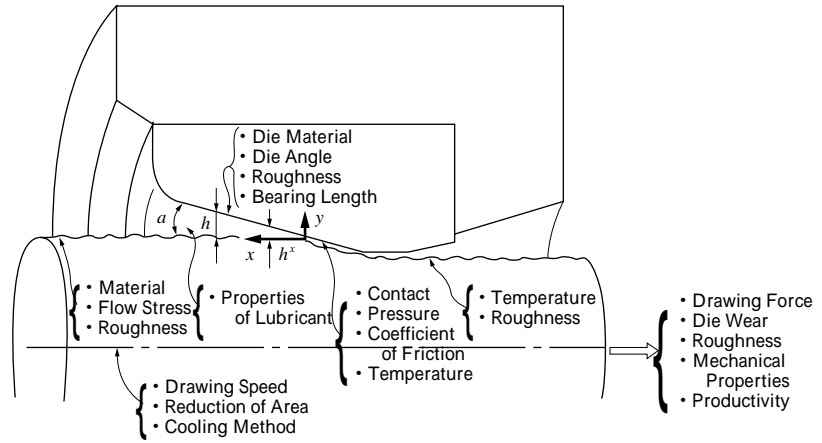 • Die Material
• Die Angle
• Roughness
• Bearing Length
a
h
y
x
hˣ
• Material
• Flow Stress
• Roughness
• Properties
of Lubricant
• Contact
• Pressure
• Coefficient
of Friction
• Temperature
• Temperature
• Roughness
• Drawing Force
• Die Wear
• Roughness
• Mechanical
Properties
• Productivity
• Drawing Speed
• Reduction of Area
• Cooling Method